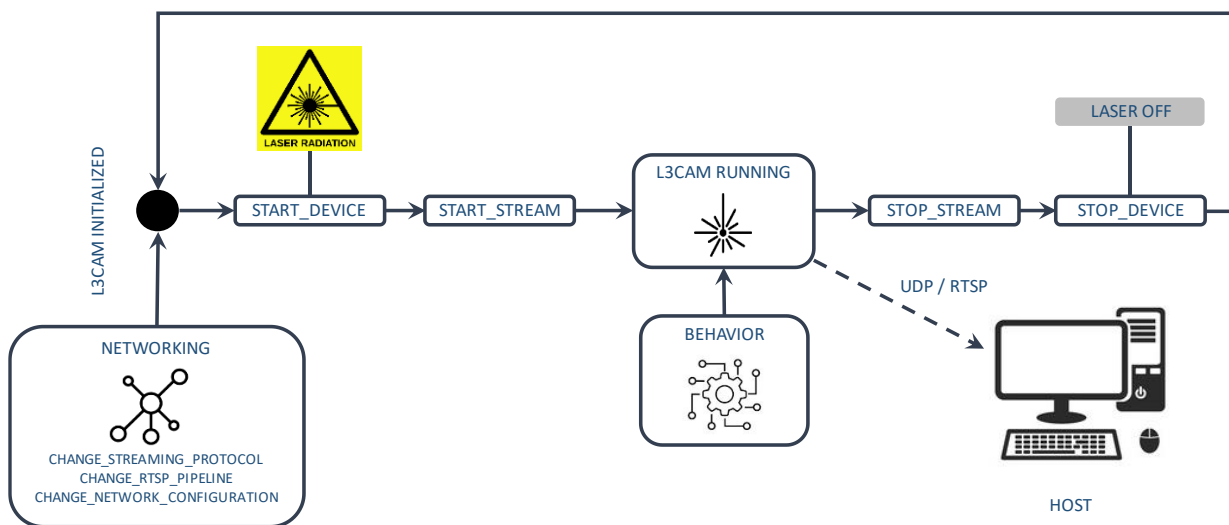 LASER RADIATION
LASER OFF
L3CAM INITIALIZED
START_DEVICE
START_STREAM
L3CAM RUNNING
STOP_STREAM
STOP_DEVICE
UDP / RTSP
NETWORKING
CHANGE_STREAMING_PROTOCOL
CHANGE_RTSP_PIPELINE
CHANGE_NETWORK_CONFIGURATION
BEHAVIOR
HOST